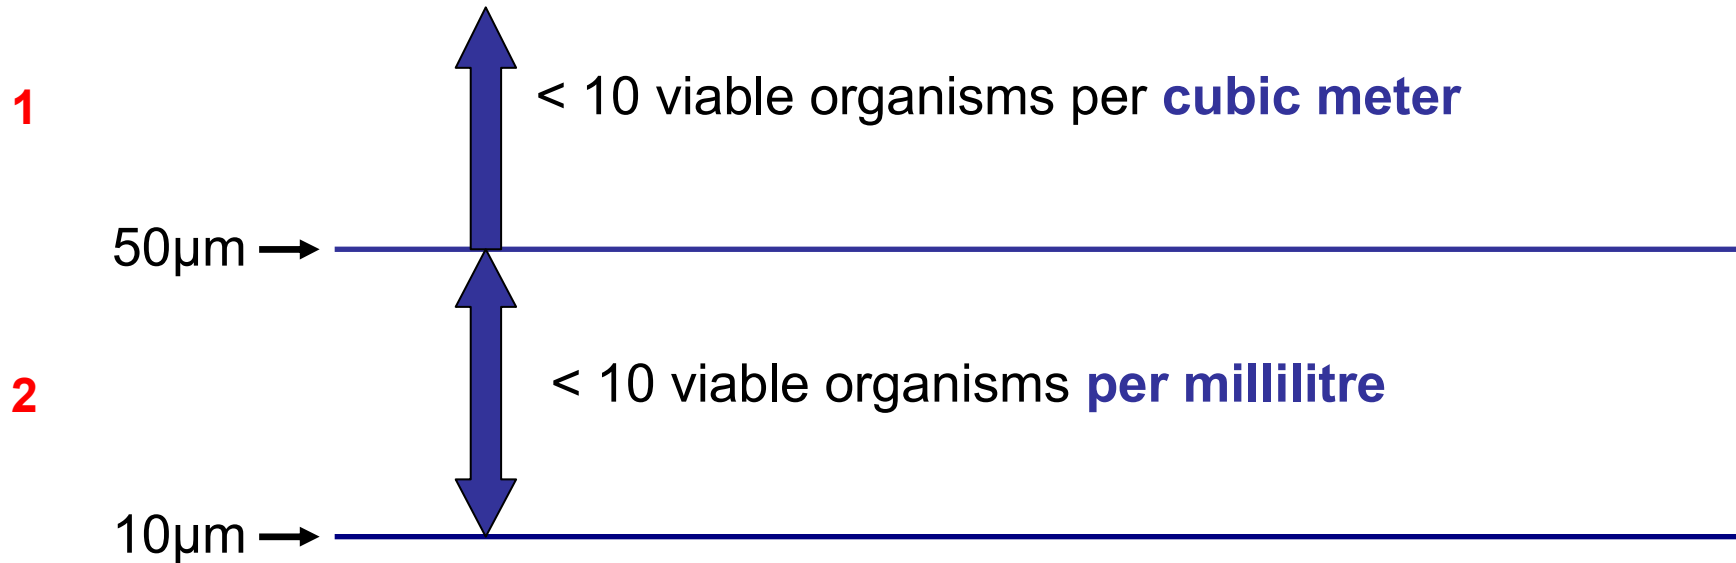 1
< 10 viable organisms per cubic meter
50µm
2
< 10 viable organisms per millilitre
10µm